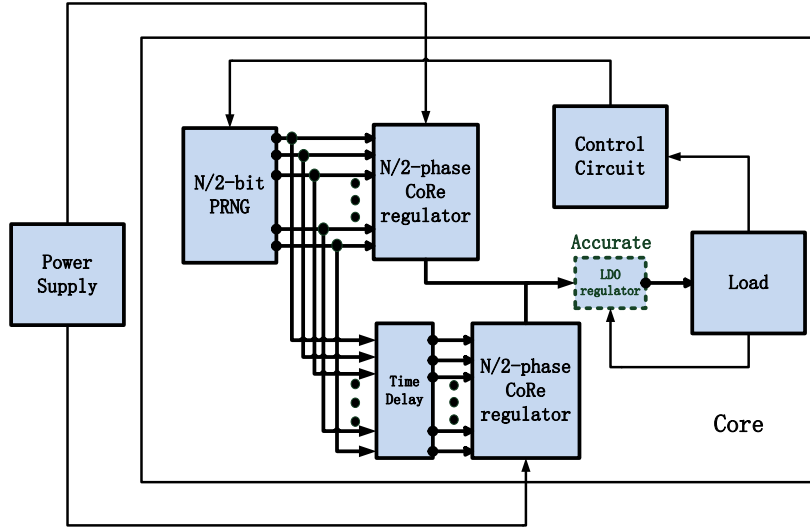 N/2-bit
PRNG
N/2-phase
CoRe
regulator
Control
Circuit
Power
Supply
Accurate
LDO
regulator
Load
Time
Delay
N/2-phase
CoRe
regulator
Core